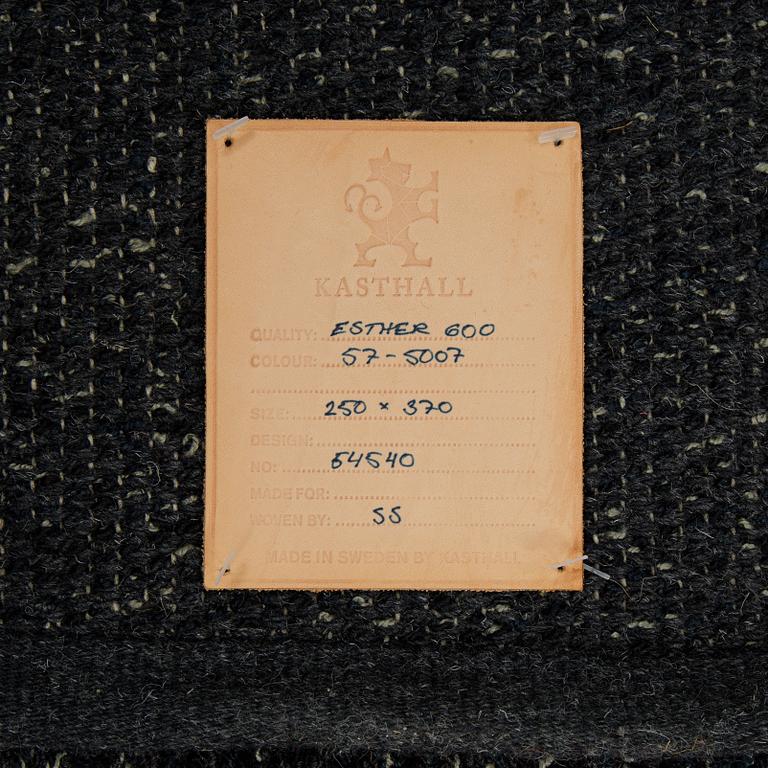 KASTHALL
QUALITY: ESTHER 600
COLOUR: 57-5007
SIZE: 250 × 370
DESIGN:
NO: 54540
MADE FOR:
WOVEN BY: SS
MADE IN SWEDEN BY KASTHALL